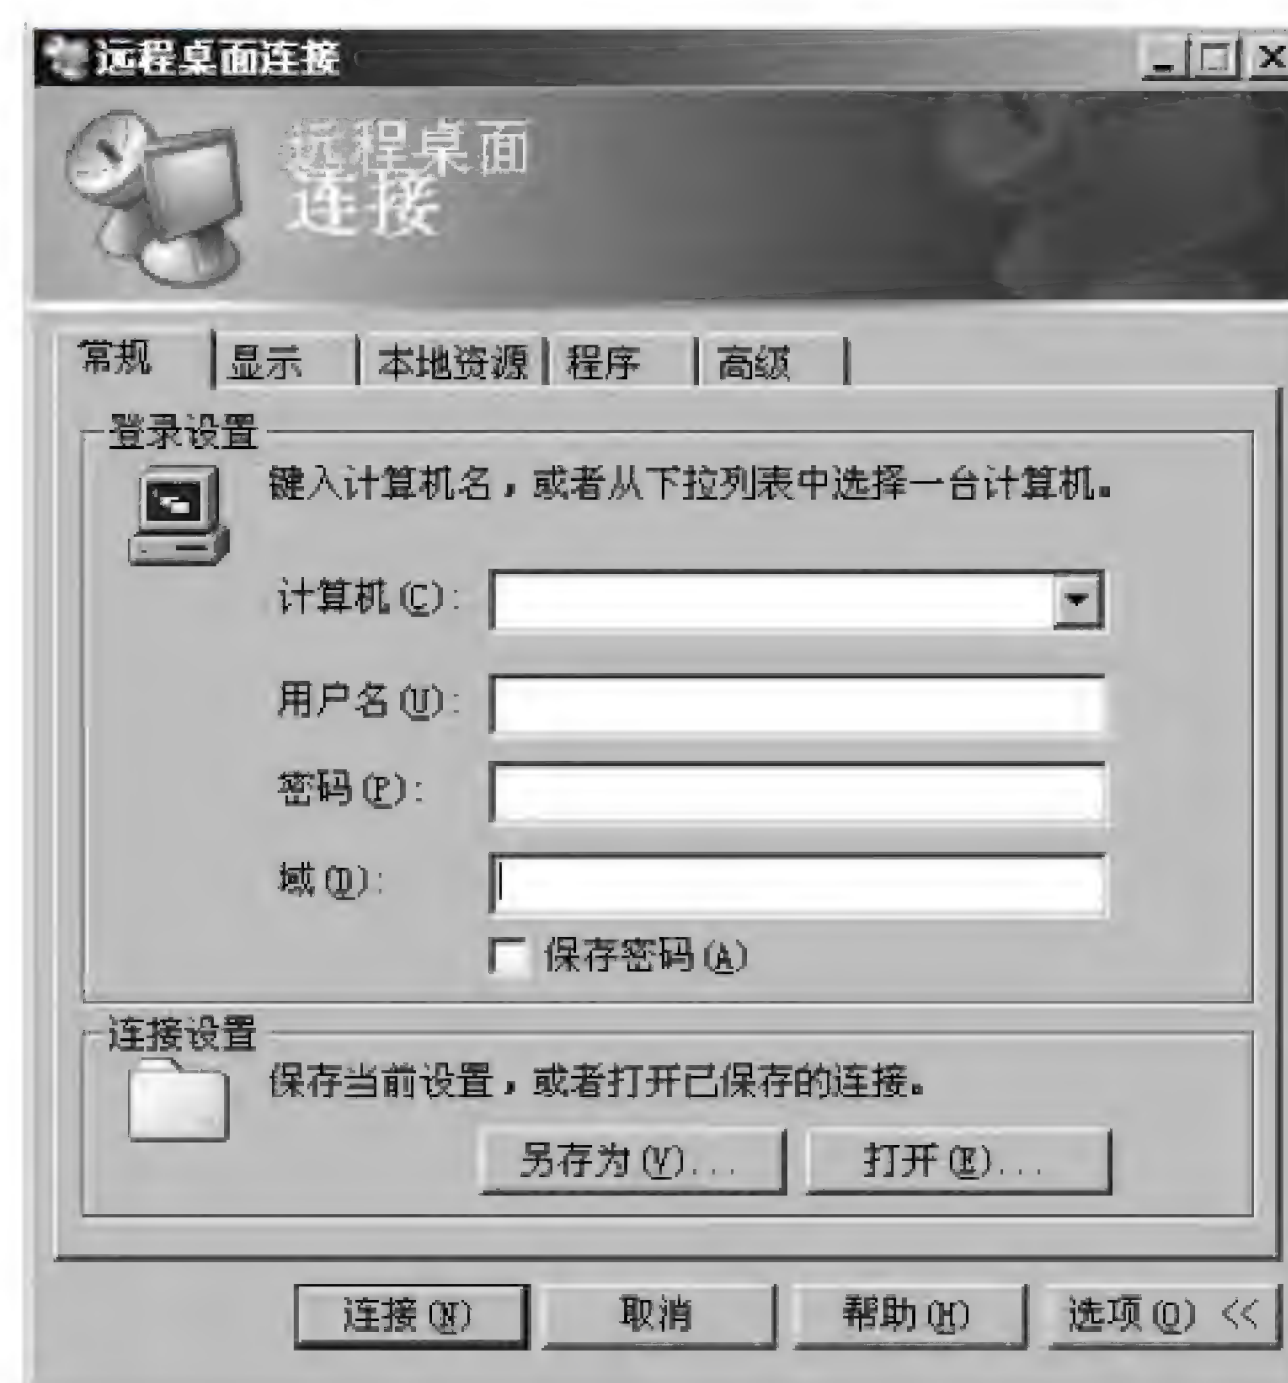 远程桌面连接
远程桌面
连接
常规 显示 本地资源 程序 高级
登录设置
键入计算机名，或者从下拉列表中选择一台计算机。
计算机(C):
用户名(U):
密码(P):
域(D):
保存密码(A)
连接设置
保存当前设置，或者打开已保存的连接。
另存为(V)... 打开(E)...
连接(N) 取消 帮助(H) 选项(O) <<